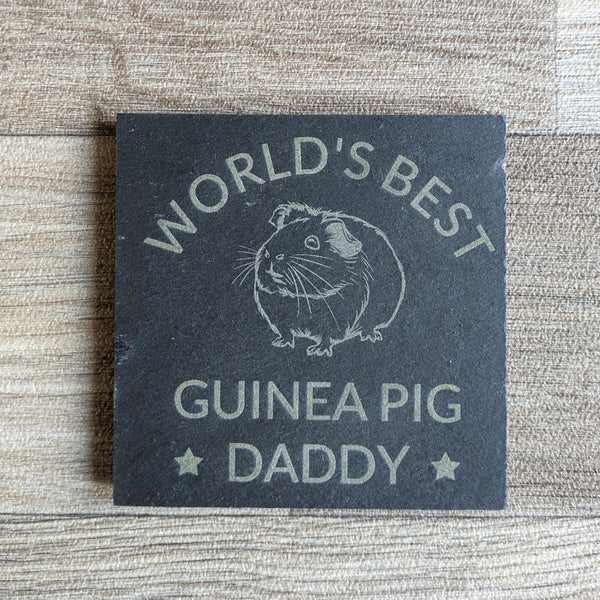 WORLD'S BEST
GUINEA PIG
★ DADDY ★